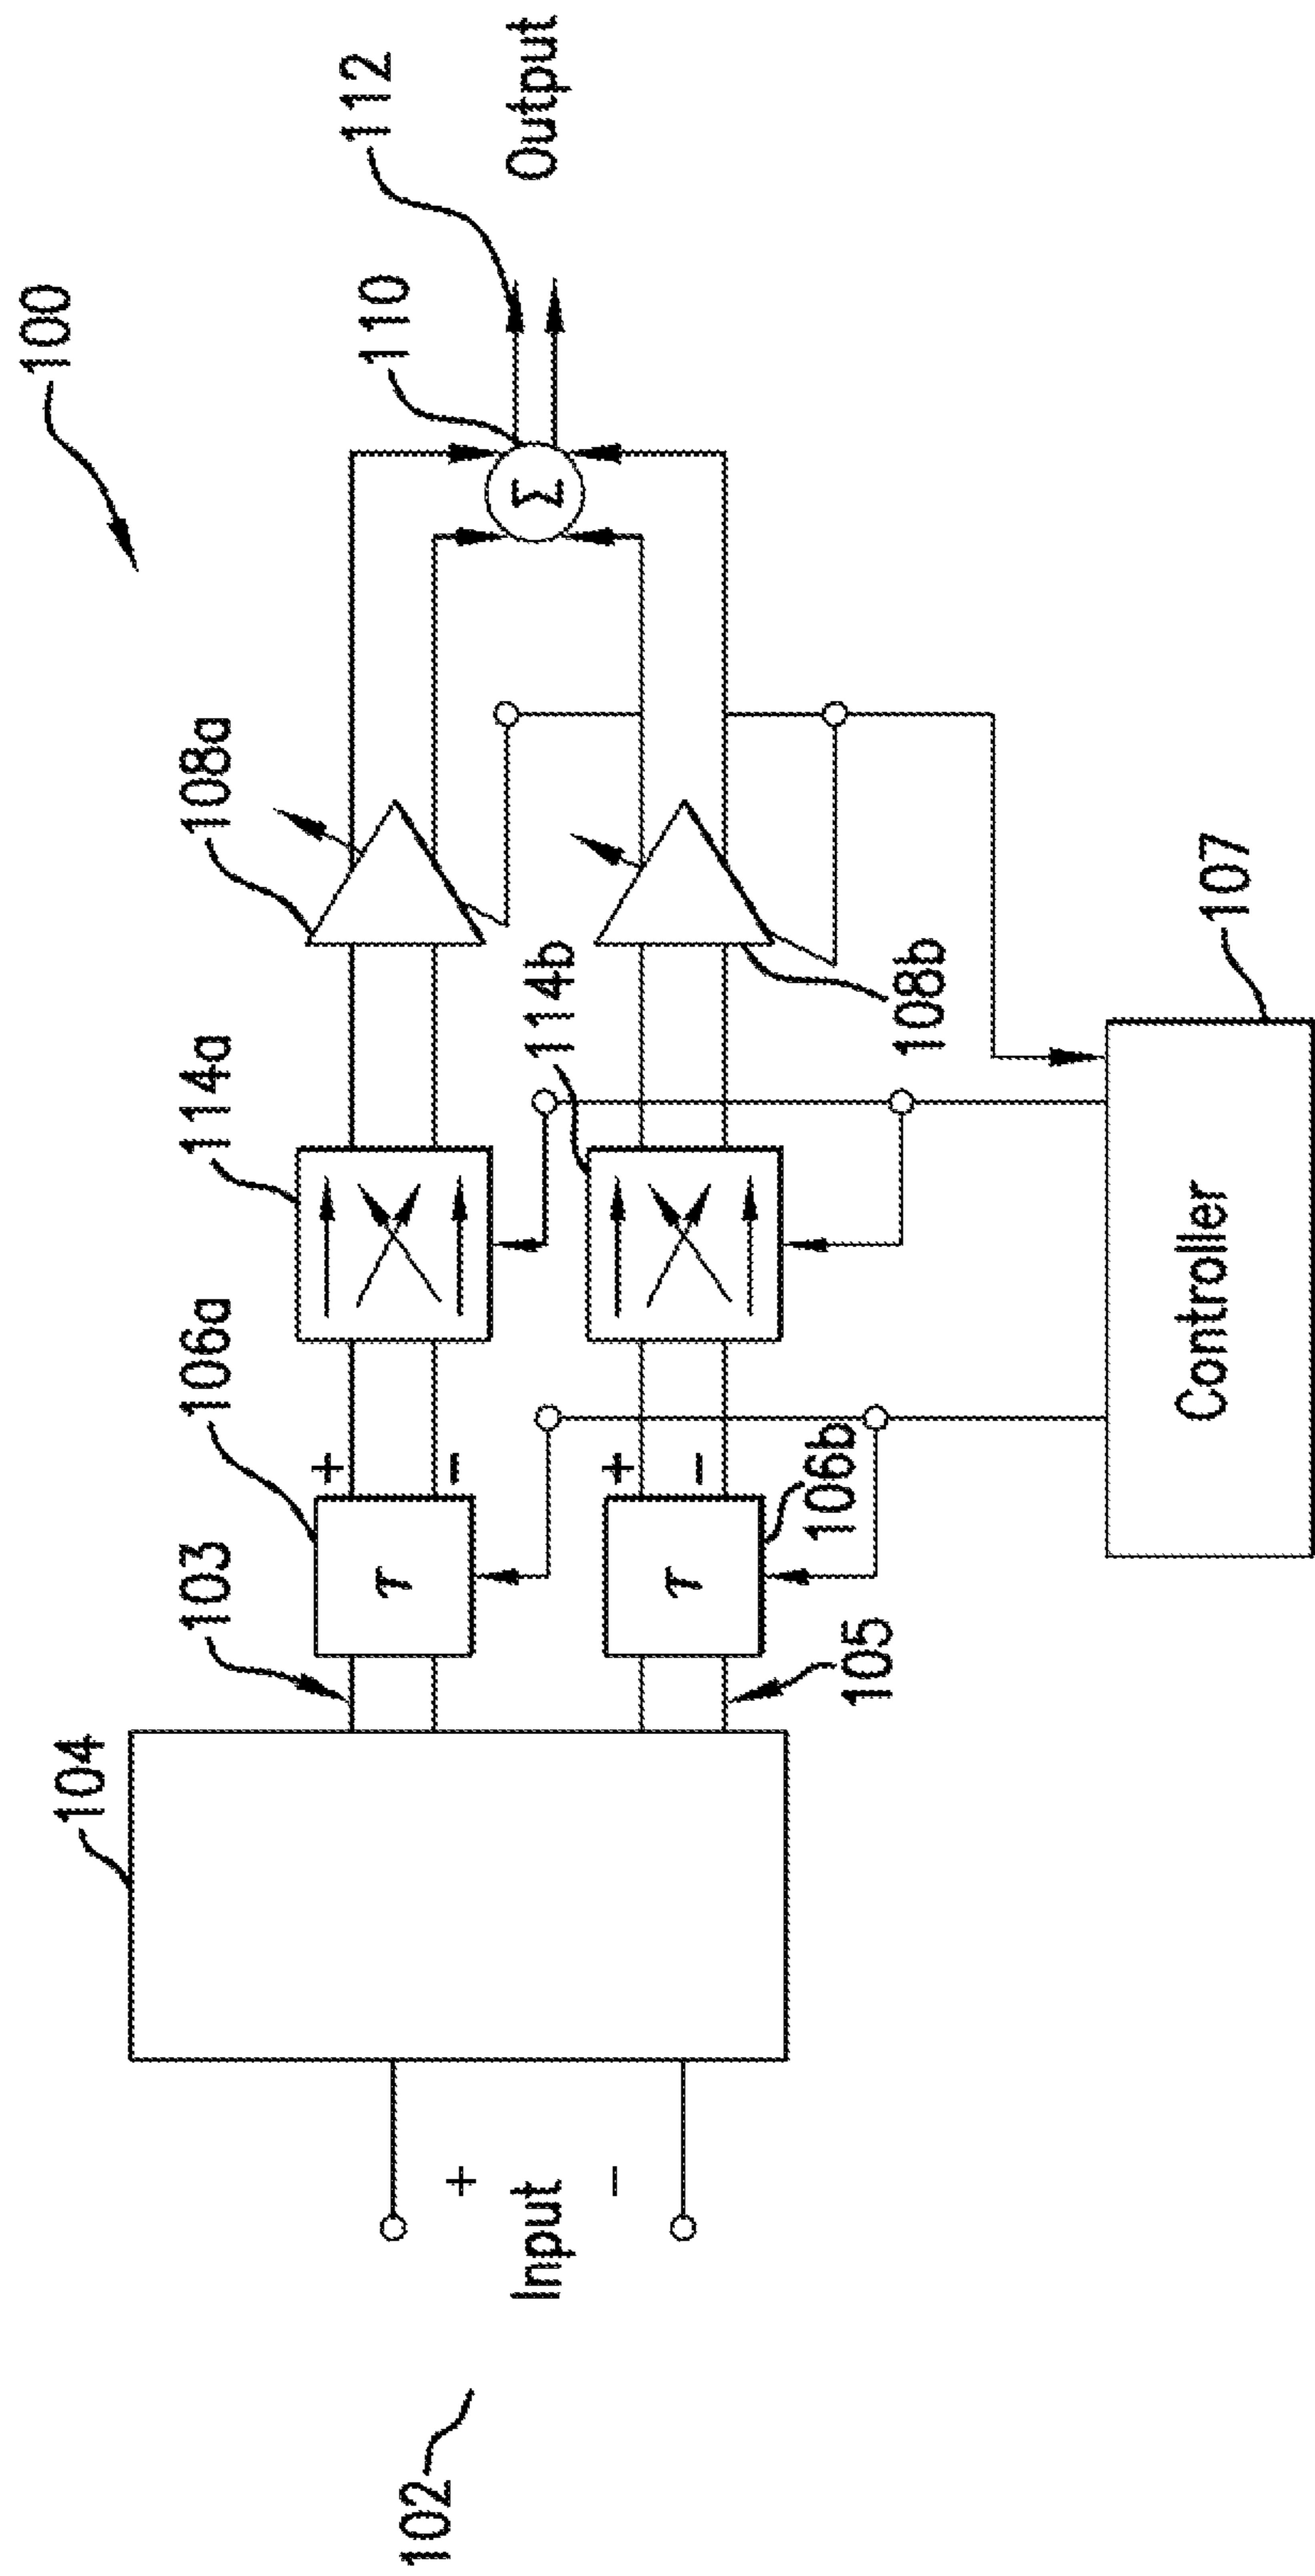 100
112
Output
110
108a
114a
114b
108b
106a
106b
103
105
104
+
-
+
-
τ
τ
Σ
+
Input
-
102
Controller
107